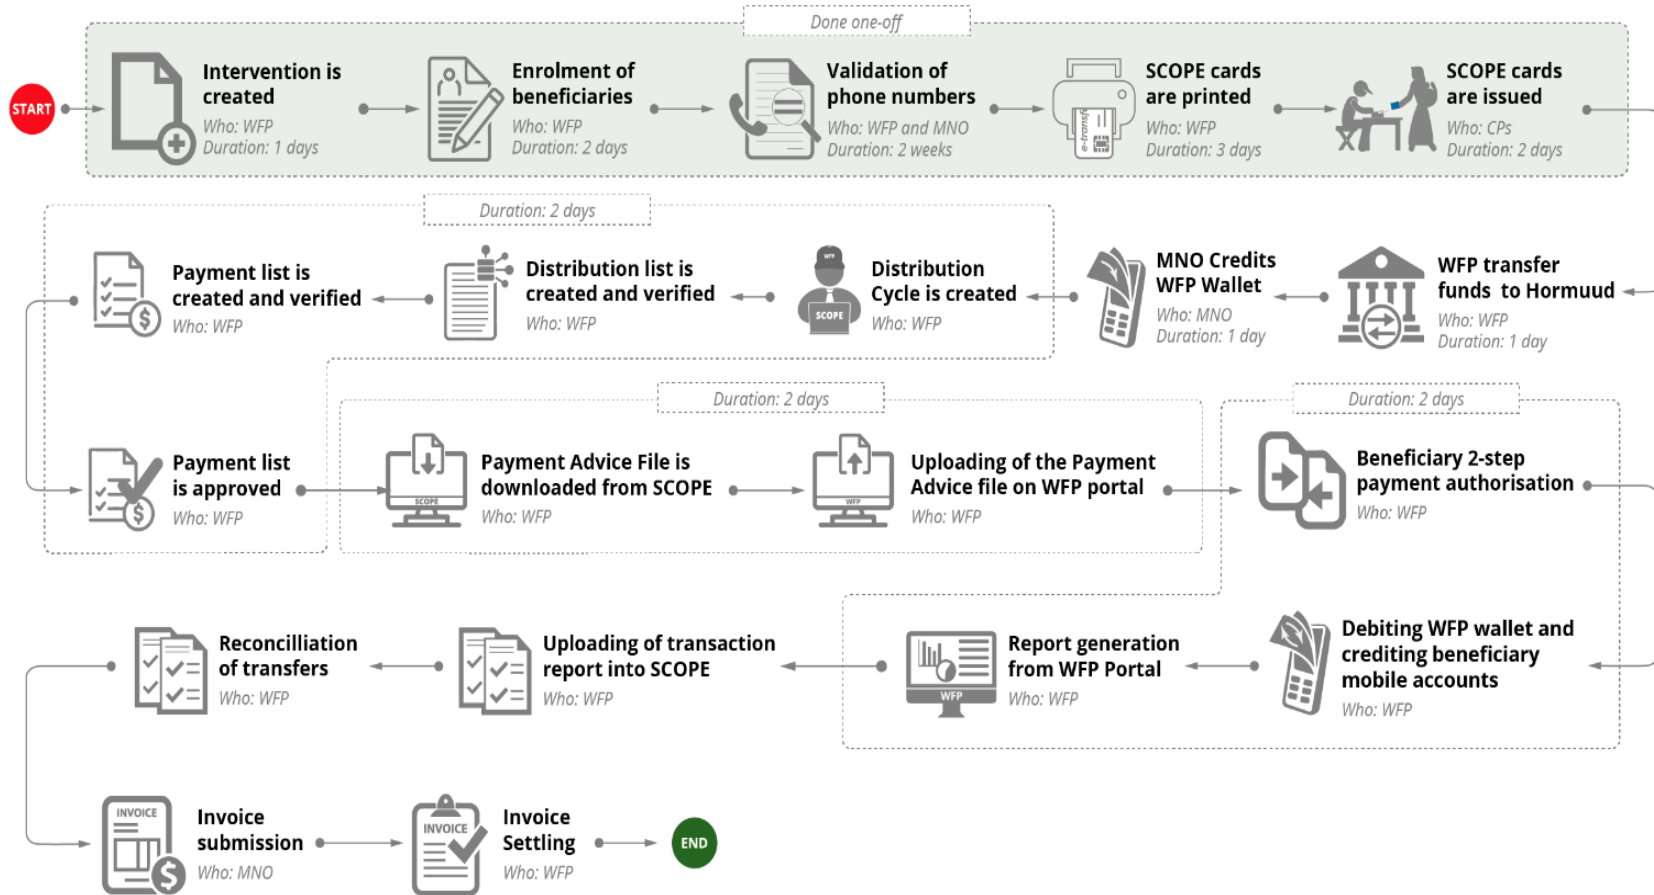 Done one-off
START
Intervention is
created
Who: WFP
Duration: 1 days
Enrolment of
beneficiaries
Who: WFP
Duration: 2 days
Validation of
phone numbers
Who: WFP and MNO
Duration: 2 weeks
e-transf
SCOPE cards
are printed
Who: WFP
Duration: 3 days
SCOPE cards
are issued
Who: CPs
Duration: 2 days
WFP transfer
funds to Hormuud
Who: WFP
Duration: 1 day
MNO Credits
WFP Wallet
Who: MNO
Duration: 1 day
Duration: 2 days
WFP
SCOPE
Distribution
Cycle is created
Who: WFP
Distribution list is
created and verified
Who: WFP
$
Payment list is
created and verified
Who: WFP
$
Payment list
is approved
Who: WFP
Duration: 2 days
SCOPE
Payment Advice File is
downloaded from SCOPE
Who: WFP
WFP
Uploading of the Payment
Advice file on WFP portal
Who: WFP
Duration: 2 days
Beneficiary 2-step
payment authorisation
Who: WFP
Debiting WFP wallet and
crediting beneficiary
mobile accounts
Who: WFP
WFP
Report generation
from WFP Portal
Who: WFP
Uploading of transaction
report into SCOPE
Who: WFP
Reconcilliation
of transfers
Who: WFP
INVOICE
$
Invoice
submission
Who: MNO
INVOICE
Invoice
Settling
Who: WFP
END